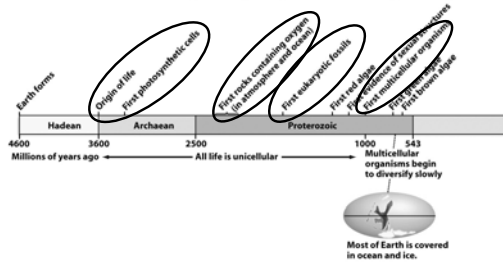 Earth forms
Origin of life
First photosynthetic cells
First rocks containing oxygen
(in atmosphere and ocean)
First eukaryotic fossils
First red algae
First evidence of sexual structures
First multicellular organism
First green algae
First brown algae
Hadean
Archaean
Proterozoic
4600
3600
2500
1000
543
Millions of years ago
All life is unicellular
Multicellular
organisms begin
to diversify slowly
Most of Earth is covered
in ocean and ice.